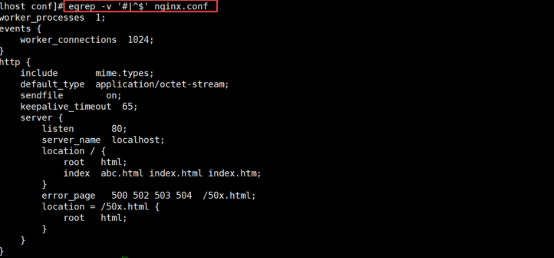 lhost conf]# egrep -v '#|^$' nginx.conf
worker_processes  1;
events {
    worker_connections  1024;
}
http {
    include       mime.types;
    default_type  application/octet-stream;
    sendfile        on;
    keepalive_timeout  65;
    server {
        listen       80;
        server_name  localhost;
        location / {
            root   html;
            index  abc.html index.html index.htm;
        }
        error_page   500 502 503 504  /50x.html;
        location = /50x.html {
            root   html;
        }
    }
}